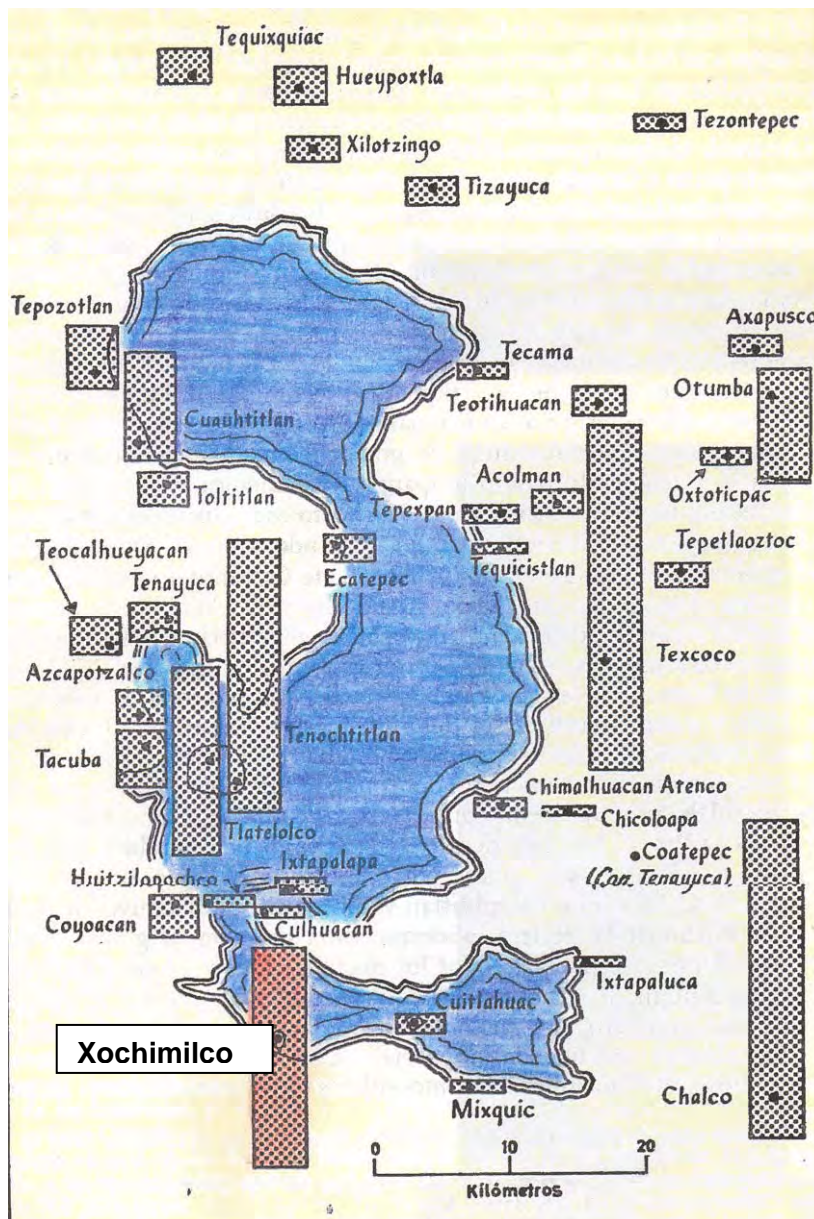 Tequixquiac
Hueypoxtla
Tezontepec
Xilotzingo
Tizayuca
Tepozotlan
Axapusco
Tecama
Otumba
Teotihuacan
Cuauhtitlan
Acolman
Toltitlan
Oxtoticpac
Tepexpan
Teocalhueyacan
Tepetlaoztoc
Tequicistlan
Ecatepec
Tenayuca
Texcoco
Azcapotzalco
Tenochtitlan
Tacuba
Chimalhuacan Atenco
Chicoloapa
Tlatelolco
Coatepec
(Con Tenayuca)
Ixtapalapa
Huitzilopochco
Coyoacan
Culhuacan
Ixtapaluca
Cuitlahuac
Xochimilco
Chalco
Mixquic
0 10 20
Kilómetros